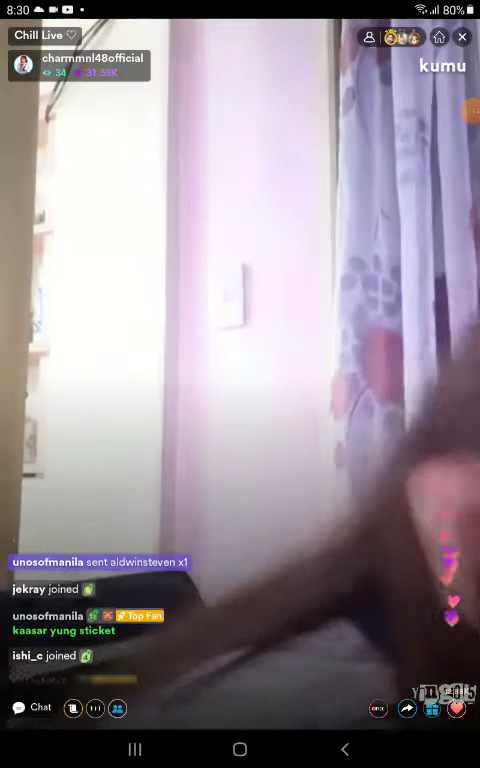 8:30
80%
Chill Live ♡
charmmnl48official
34 31.55K
kumu
unosofmanila sent aldwinsteven x1
jekray joined
unosofmanila Top Fan
kaasar yung sticket
ishi_c joined
Chat